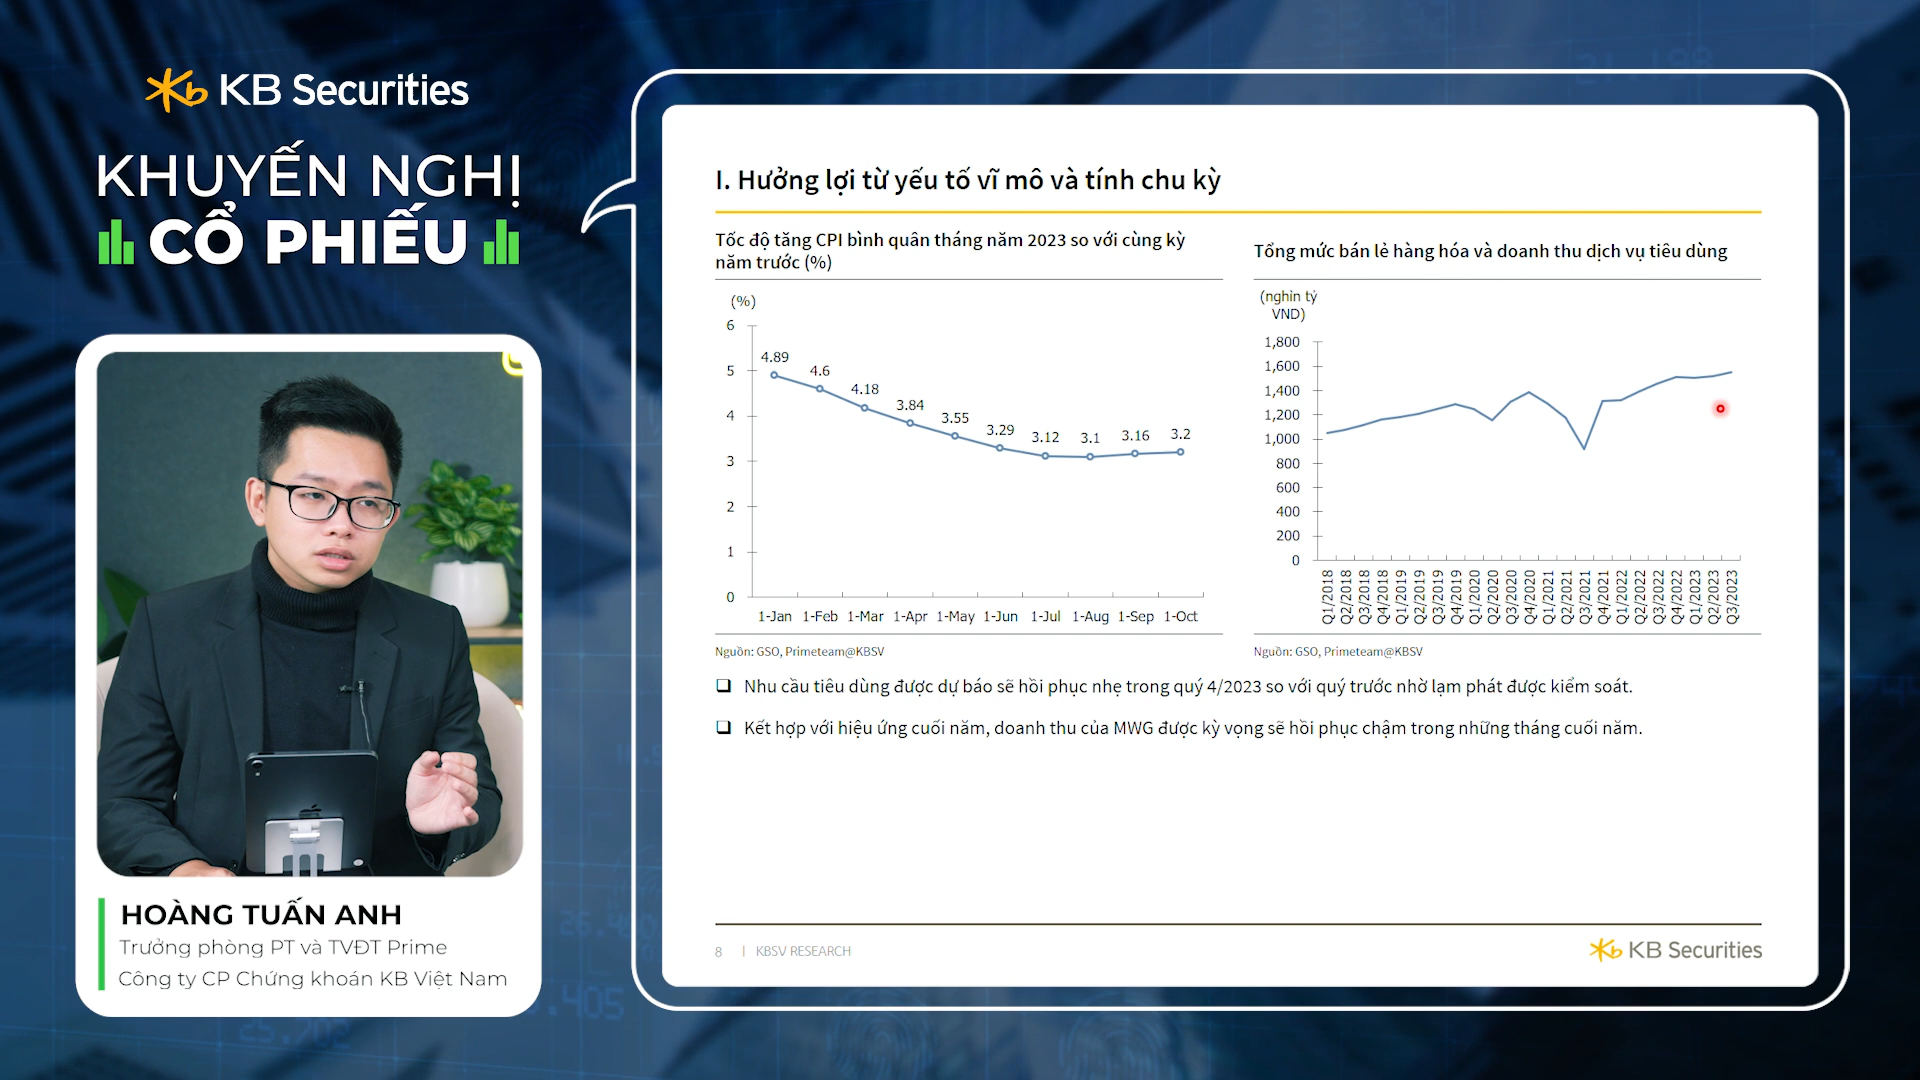 KB Securities
KHUYẾN NGHỊ
CỔ PHIẾU
HOÀNG TUẤN ANH
Trưởng phòng PT và TVĐT Prime
Công ty CP Chứng khoán KB Việt Nam
I. Hưởng lợi từ yếu tố vĩ mô và tính chu kỳ
Tốc độ tăng CPI bình quân tháng năm 2023 so với cùng kỳ
năm trước (%)
(%)
6
5
4
3
2
1
0
4.89
4.6
4.18
3.84
3.55
3.29
3.12
3.1
3.16
3.2
1-Jan 1-Feb 1-Mar 1-Apr 1-May 1-Jun 1-Jul 1-Aug 1-Sep 1-Oct
Nguồn: GSO, Primeteam@KBSV
Tổng mức bán lẻ hàng hóa và doanh thu dịch vụ tiêu dùng
(nghìn tỷ
VND)
1,800
1,600
1,400
1,200
1,000
800
600
400
200
0
Q1/2018 Q2/2018 Q3/2018 Q4/2018 Q1/2019 Q2/2019 Q3/2019 Q4/2019 Q1/2020 Q2/2020 Q3/2020 Q4/2020 Q1/2021 Q2/2021 Q3/2021 Q4/2021 Q1/2022 Q2/2022 Q3/2022 Q4/2022 Q1/2023 Q2/2023 Q3/2023
Nguồn: GSO, Primeteam@KBSV
Nhu cầu tiêu dùng được dự báo sẽ hồi phục nhẹ trong quý 4/2023 so với quý trước nhờ lạm phát được kiểm soát.
Kết hợp với hiệu ứng cuối năm, doanh thu của MWG được kỳ vọng sẽ hồi phục chậm trong những tháng cuối năm.
8 | KBSV RESEARCH
KB Securities